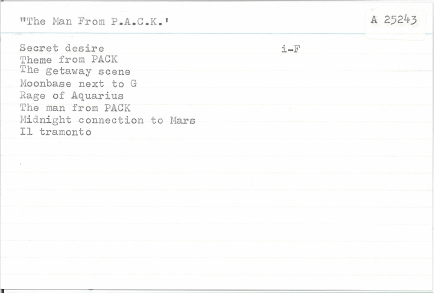 "The Man From P.A.C.K.' A 25243
Secret desire i-F
Theme from PACK
The getaway scene
Moonbase next to G
Rage of Aquarius
The man from PACK
Midnight connection to Mars
Il tramonto